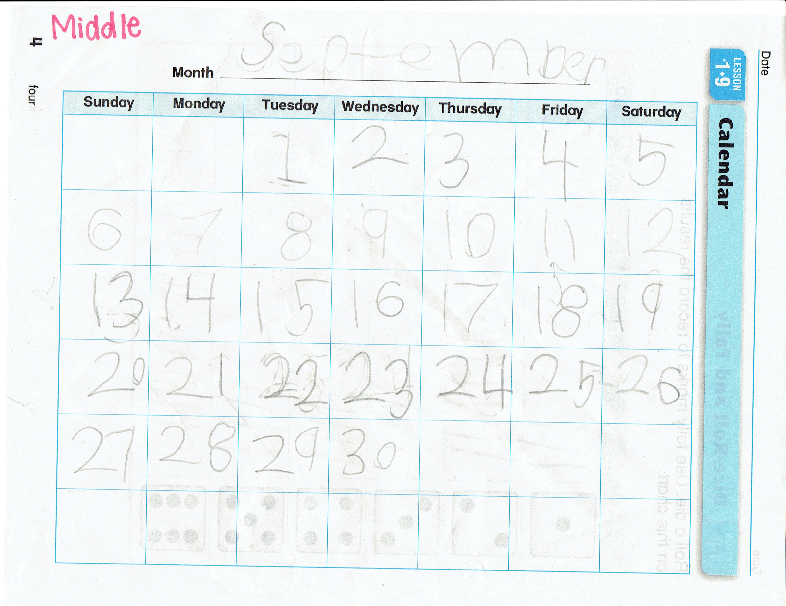 Middle
Month September
Sunday Monday Tuesday Wednesday Thursday Friday Saturday
1 2 3 4 5
6 7 8 9 10 11 12
13 14 15 16 17 18 19
20 21 22 23 24 25 26
27 28 29 30
4 four
Date
LESSON 1·9
Calendar